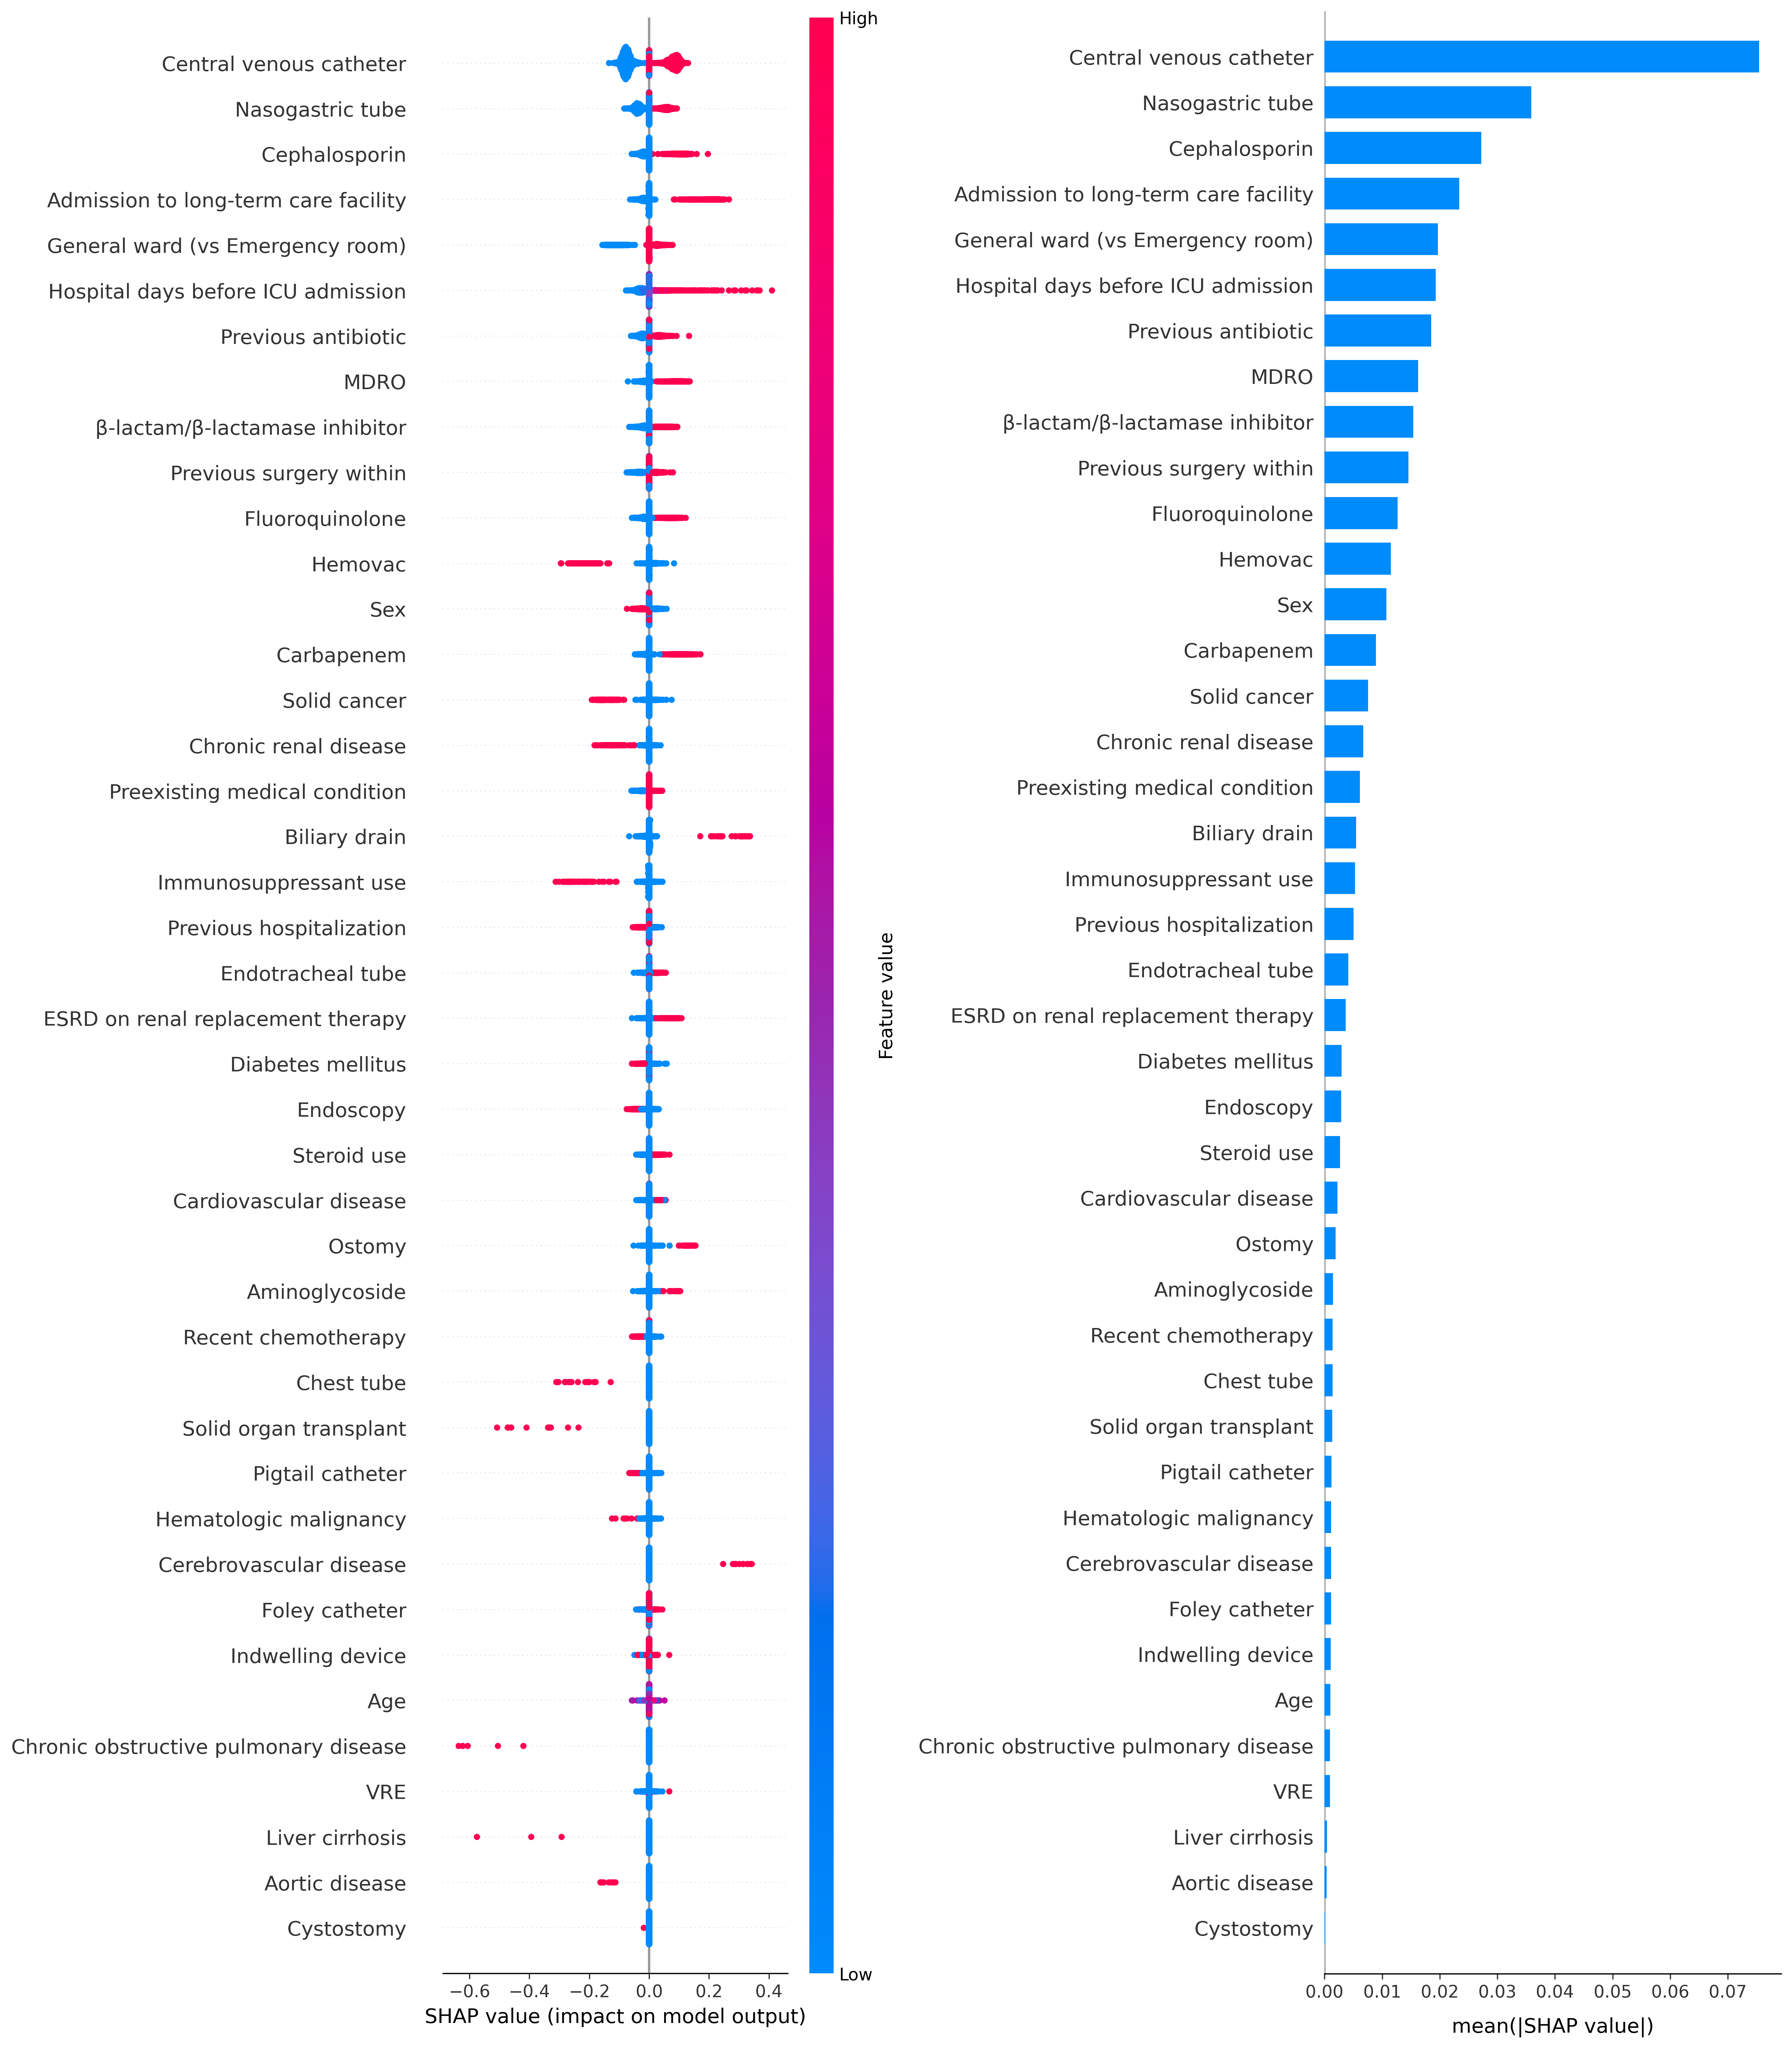 Central venous catheter
Nasogastric tube
Cephalosporin
Admission to long-term care facility
General ward (vs Emergency room)
Hospital days before ICU admission
Previous antibiotic
MDRO
β-lactam/β-lactamase inhibitor
Previous surgery within
Fluoroquinolone
Hemovac
Sex
Carbapenem
Solid cancer
Chronic renal disease
Preexisting medical condition
Biliary drain
Immunosuppressant use
Previous hospitalization
Endotracheal tube
ESRD on renal replacement therapy
Diabetes mellitus
Endoscopy
Steroid use
Cardiovascular disease
Ostomy
Aminoglycoside
Recent chemotherapy
Chest tube
Solid organ transplant
Pigtail catheter
Hematologic malignancy
Cerebrovascular disease
Foley catheter
Indwelling device
Age
Chronic obstructive pulmonary disease
VRE
Liver cirrhosis
Aortic disease
Cystostomy
−0.6 −0.4 −0.2 0.0 0.2 0.4
SHAP value (impact on model output)
High
Feature value
Low
Central venous catheter
Nasogastric tube
Cephalosporin
Admission to long-term care facility
General ward (vs Emergency room)
Hospital days before ICU admission
Previous antibiotic
MDRO
β-lactam/β-lactamase inhibitor
Previous surgery within
Fluoroquinolone
Hemovac
Sex
Carbapenem
Solid cancer
Chronic renal disease
Preexisting medical condition
Biliary drain
Immunosuppressant use
Previous hospitalization
Endotracheal tube
ESRD on renal replacement therapy
Diabetes mellitus
Endoscopy
Steroid use
Cardiovascular disease
Ostomy
Aminoglycoside
Recent chemotherapy
Chest tube
Solid organ transplant
Pigtail catheter
Hematologic malignancy
Cerebrovascular disease
Foley catheter
Indwelling device
Age
Chronic obstructive pulmonary disease
VRE
Liver cirrhosis
Aortic disease
Cystostomy
0.00 0.01 0.02 0.03 0.04 0.05 0.06 0.07
mean(|SHAP value|)